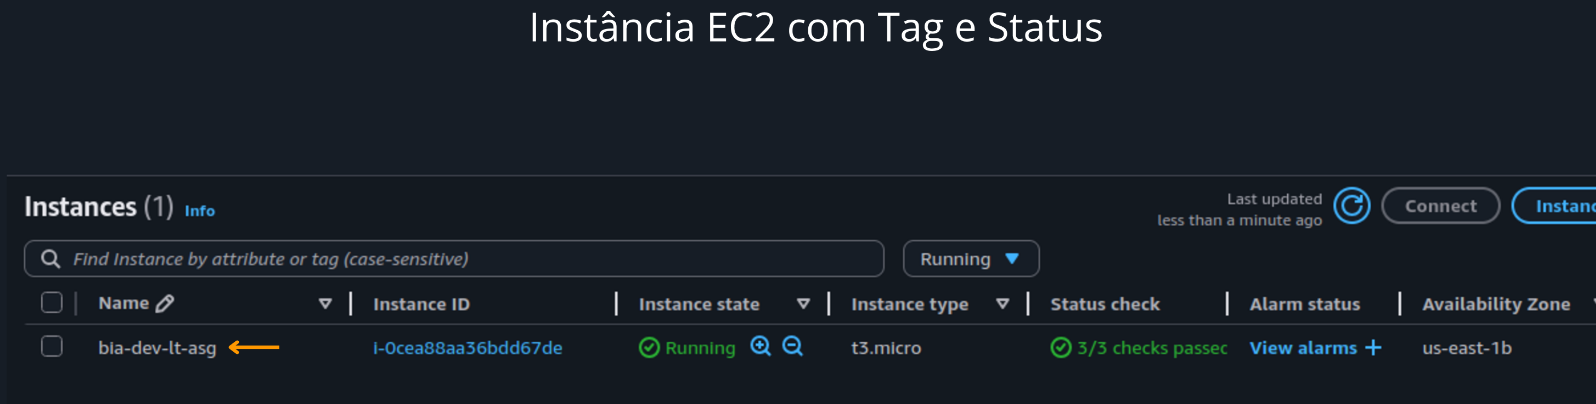 Instância EC2 com Tag e Status
Instances (1) Info
Last updated
less than a minute ago
Connect
Instanc
Find Instance by attribute or tag (case-sensitive)
Running
Name Instance ID Instance state Instance type Status check Alarm status Availability Zone
bia-dev-lt-asg i-0cea88aa36bdd67de Running t3.micro 3/3 checks passec View alarms + us-east-1b